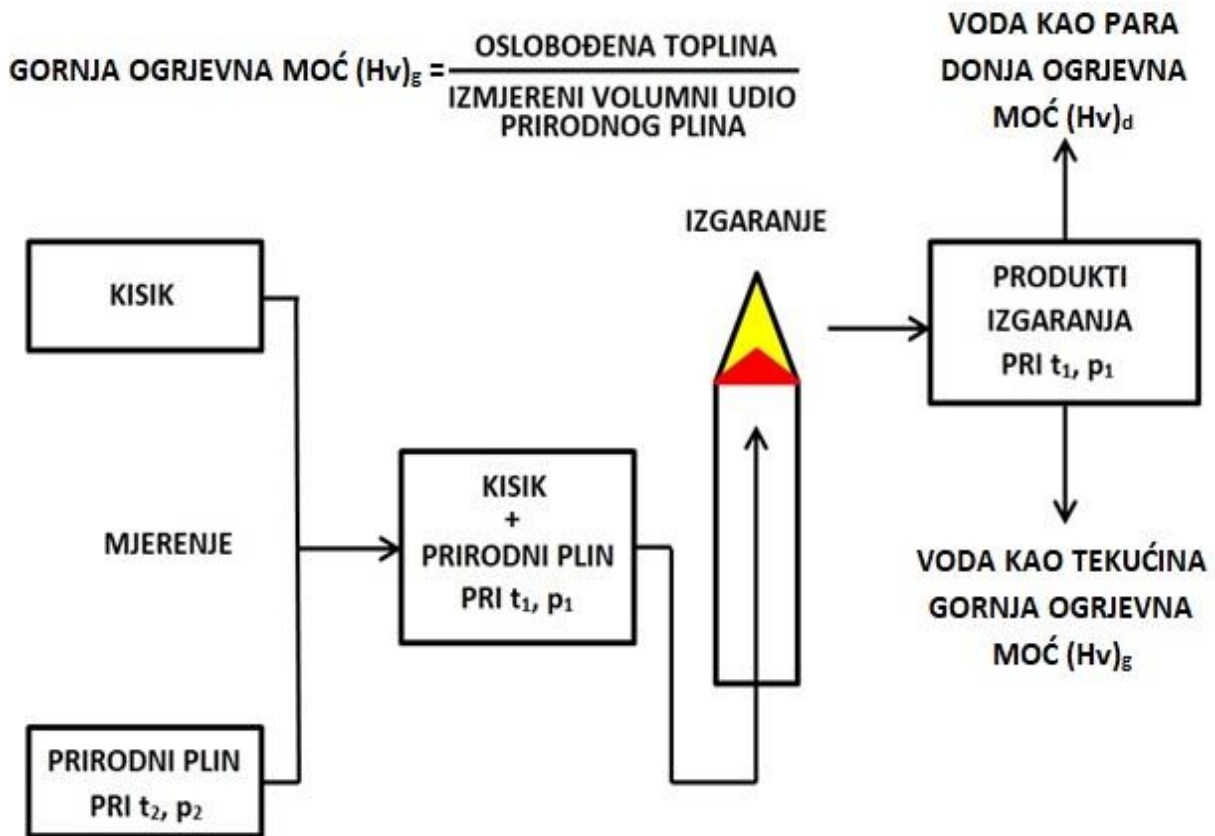 GORNJA OGRJEVNA MOĆ (Hv)g = OSLOBOĐENA TOPLINA
IZMJERENI VOLUMNI UDIO
PRIRODNOG PLINA
VODA KAO PARA
DONJA OGRJEVNA
MOĆ (Hv)d
IZGARANJE
KISIK
PRODUKTI
IZGARANJA
PRI t₁, p₁
MJERENJE
KISIK
+
PRIRODNI PLIN
PRI t₁, p₁
VODA KAO TEKUĆINA
GORNJA OGRJEVNA
MOĆ (Hv)g
PRIRODNI PLIN
PRI t₂, p₂